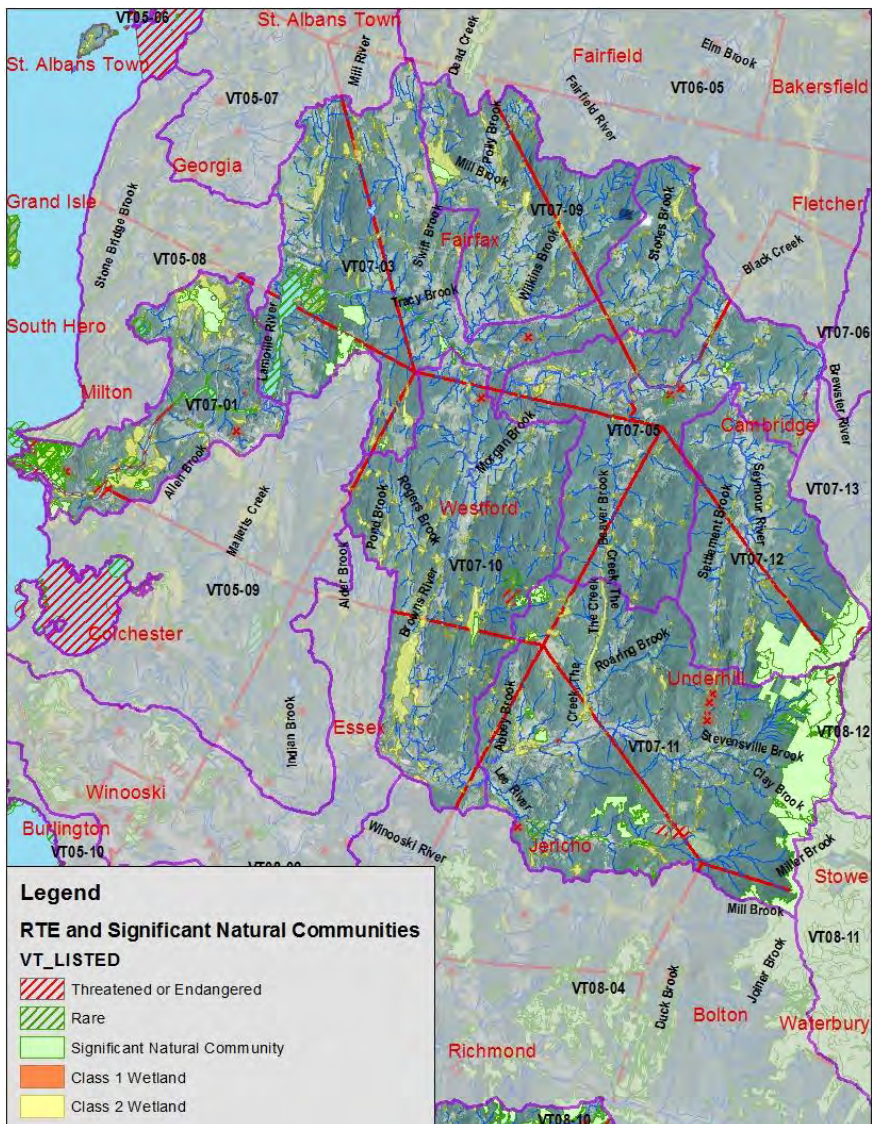 VT05-06
St. Albans Town
St. Albans Town
Mill River
Dead Creek
Fairfield
Elm Brook
VT06-05
Bakersfield
VT05-07
Fairfield River
Polly Brook
Mill Brook
Georgia
Grand Isle
Stone Bridge Brook
VT07-09
Fletcher
Swift Brook
Fairfax
Stones Brook
Black Creek
VT05-08
VT07-03
Wilkins Brook
Tracy Brook
South Hero
Lamoille River
VT07-06
Milton
VT07-01
Brewster River
Allen Brook
Morgan Brook
VT07-05
Cambridge
Malletts Creek
Pond Brook
Rogers Brook
Westford
Beaver Brook
Settlement Brook
Seymour River
VT07-13
VT07-12
VT05-09
Alder Brook
VT07-10
Browns River
Creek, The
The Creek
Colchester
Roaring Brook
Underhill
Indian Brook
Essex
Abbey Brook
Creek, The
VT07-11
Stevensville Brook
VT08-12
Clay Brook
Winooski
Lee River
Burlington
VT05-10
Winooski River
Jericho
Miller Brook
Stowe
Mill Brook
VT08-11
Joiner Brook
VT08-04
Duck Brook
Bolton
Waterbury
Richmond
VT08-10
Legend
RTE and Significant Natural Communities
VT_LISTED
Threatened or Endangered
Rare
Significant Natural Community
Class 1 Wetland
Class 2 Wetland